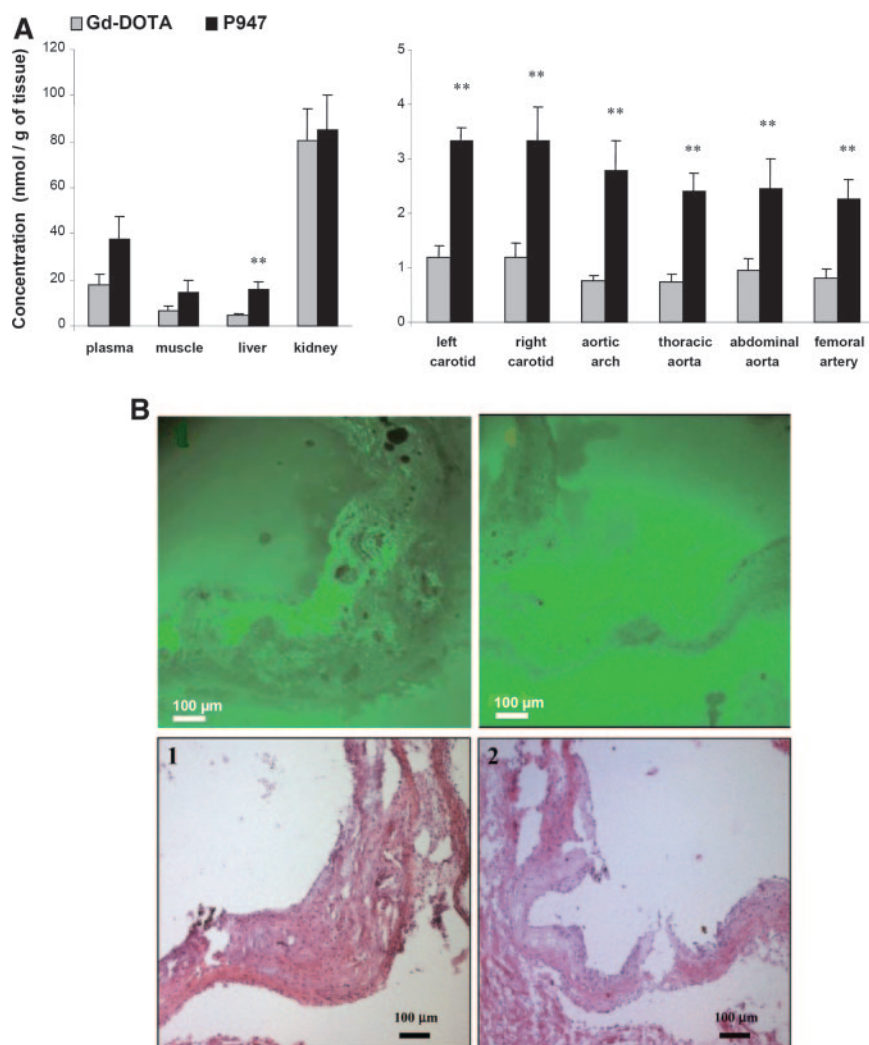 A
Gd-DOTA P947
Concentration (nmol / g of tissue)
120
100
80
60
40
20
0
plasma muscle liver kidney
**
5
4
3
2
1
0
** ** ** ** ** **
left carotid
right carotid
aortic arch
thoracic aorta
abdominal aorta
femoral artery
B
100 µm
100 µm
1
100 µm
2
100 µm